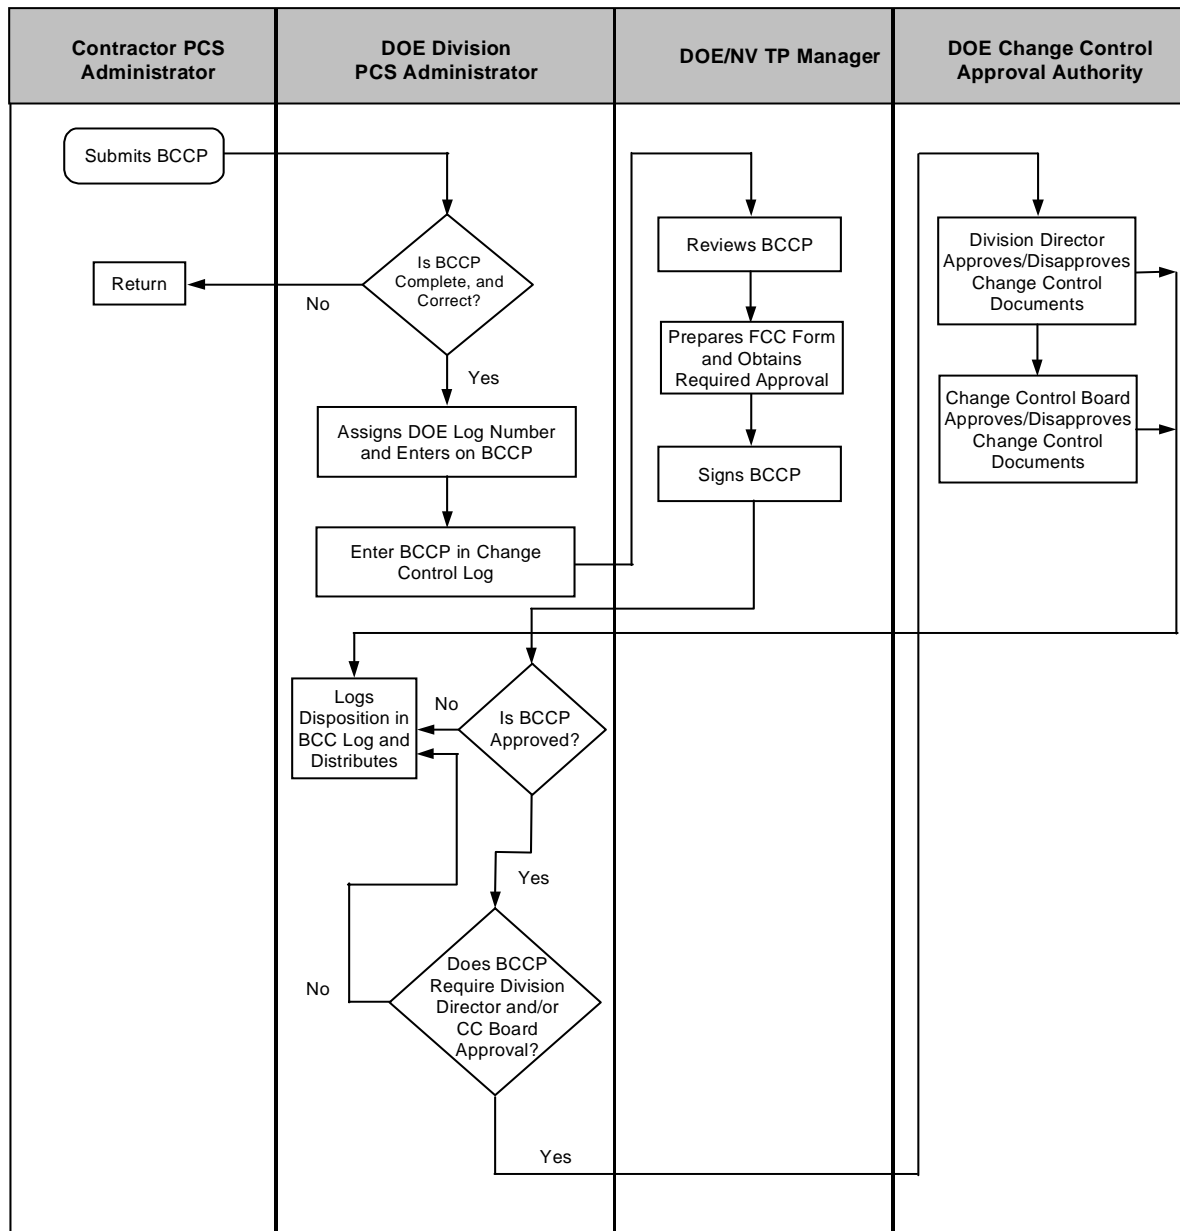 Contractor PCS
Administrator
DOE Division
PCS Administrator
DOE/NV TP Manager
DOE Change Control
Approval Authority
Submits BCCP
Is BCCP
Complete, and
Correct?
No
Return
Yes
Assigns DOE Log Number
and Enters on BCCP
Enter BCCP in Change
Control Log
Reviews BCCP
Prepares FCC Form
and Obtains
Required Approval
Signs BCCP
Division Director
Approves/Disapproves
Change Control
Documents
Change Control Board
Approves/Disapproves
Change Control
Documents
Logs
Disposition in
BCC Log and
Distributes
No
Is BCCP
Approved?
Yes
Does BCCP
Require Division
Director and/or
CC Board
Approval?
No
Yes